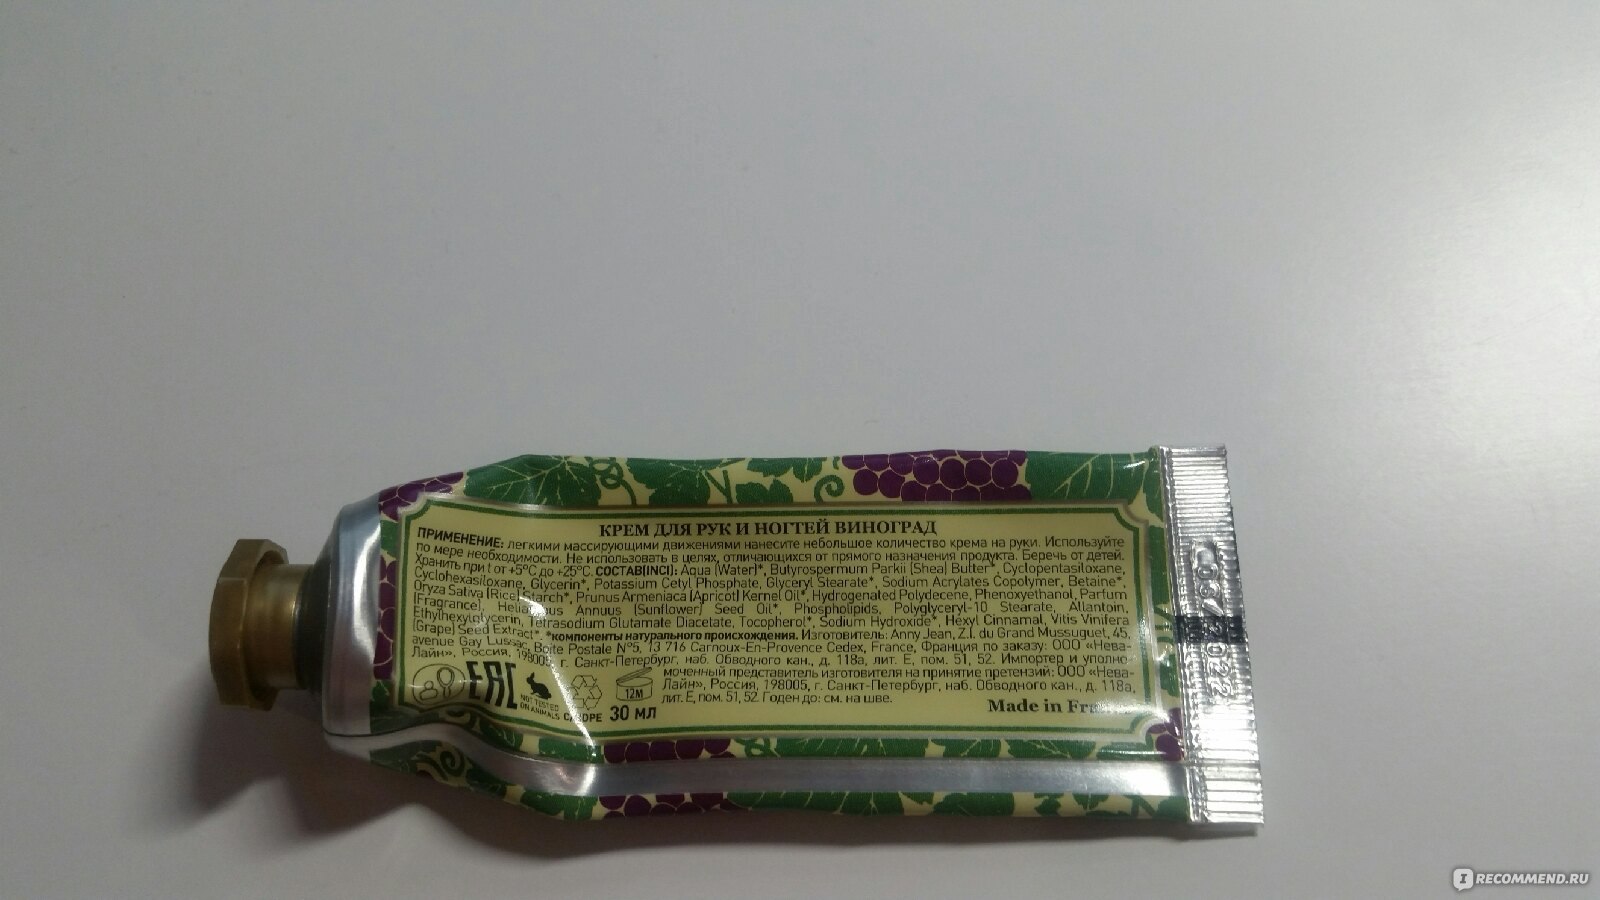 КРЕМ ДЛЯ РУК И НОГТЕЙ ВИНОГРАД
ПРИМЕНЕНИЕ: легкими массирующими движениями нанесите небольшое количество крема на руки. Используйте
по мере необходимости. Не использовать в целях, отличающихся от прямого назначения продукта. Беречь от детей.
Хранить при t от +5°C до +25°C. СОСТАВ(INCI): Aqua (Water)*, Butyrospermum Parkii (Shea) Butter*, Cyclopentasiloxane,
Cyclohexasiloxane, Glycerin*, Potassium Cetyl Phosphate, Glyceryl Stearate*, Sodium Acrylates Copolymer, Betaine*,
Oryza Sativa (Rice) Starch*, Prunus Armeniaca (Apricot) Kernel Oil*, Hydrogenated Polydecene, Phenoxyethanol, Parfum
(Fragrance), Annuus (Sunflower) Seed Oil*, Phospholipids, Polyglyceryl-10 Stearate, Allantoin,
Ethylhexylglycerin, Tetrasodium Glutamate Diacetate, Tocopherol*, Sodium Hydroxide*, Hexyl Cinnamal, Vitis Vinifera
(Grape) Seed Extract*. *компоненты натурального происхождения. Изготовитель: Anny Jean, Z.I. du Grand Mussuguet, 45,
avenue Gay Lussac, Boite Postale N°5, 13 716 Carnoux-En-Provence Cedex, France, Франция по заказу: ООО «Нева-
Лайн», Россия, 198005, г. Санкт-Петербург, наб. Обводного кан., д. 118а, лит. Е, пом. 51, 52. Импортер и уполно-
моченный представитель изготовителя на принятие претензий: ООО «Нева-
Лайн», Россия, 198005, г. Санкт-Петербург, наб. Обводного кан., д. 118а,
лит. Е, пом. 51, 52. Годен до: см. на шве.
EAC
NOT TESTED
ON ANIMALS
12M
30 МЛ
Made in
IRECOMMEND.RU